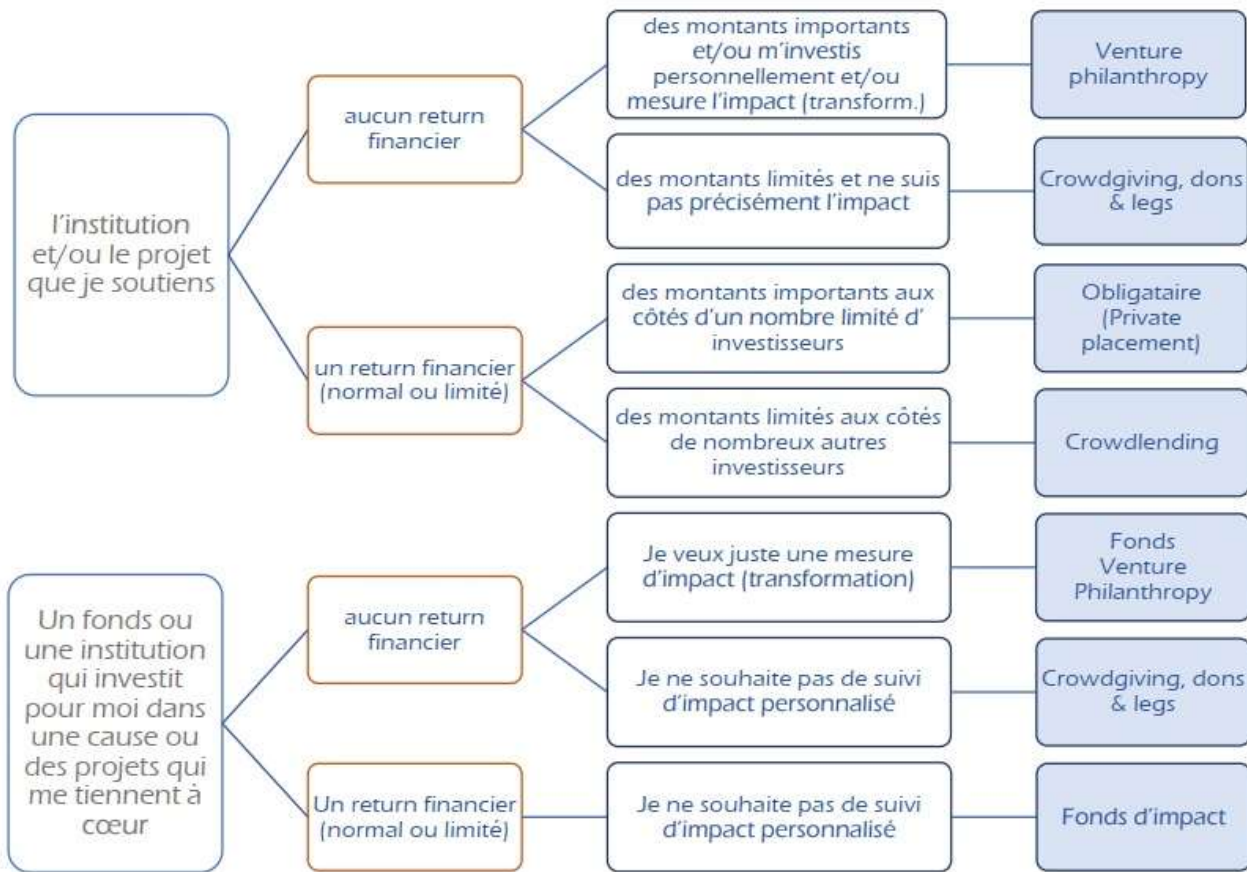 l'institution
et/ou le projet
que je soutiens
aucun return
financier
des montants importants
et/ou m'investis
personnellement et/ou
mesure l'impact (transform.)
Venture
philanthropy
des montants limités et ne suis
pas précisément l'impact
Crowdgiving, dons
& legs
un return financier
(normal ou limité)
des montants importants aux
côtés d'un nombre limité d'
investisseurs
Obligataire
(Private
placement)
des montants limités aux côtés
de nombreux autres
investisseurs
Crowdlending
Un fonds ou
une institution
qui investit
pour moi dans
une cause ou
des projets qui
me tiennent à
cœur
aucun return
financier
Je veux juste une mesure
d'impact (transformation)
Fonds
Venture
Philanthropy
Je ne souhaite pas de suivi
d'impact personnalisé
Crowdgiving, dons
& legs
Un return financier
(normal ou limité)
Je ne souhaite pas de suivi
d'impact personnalisé
Fonds d'impact